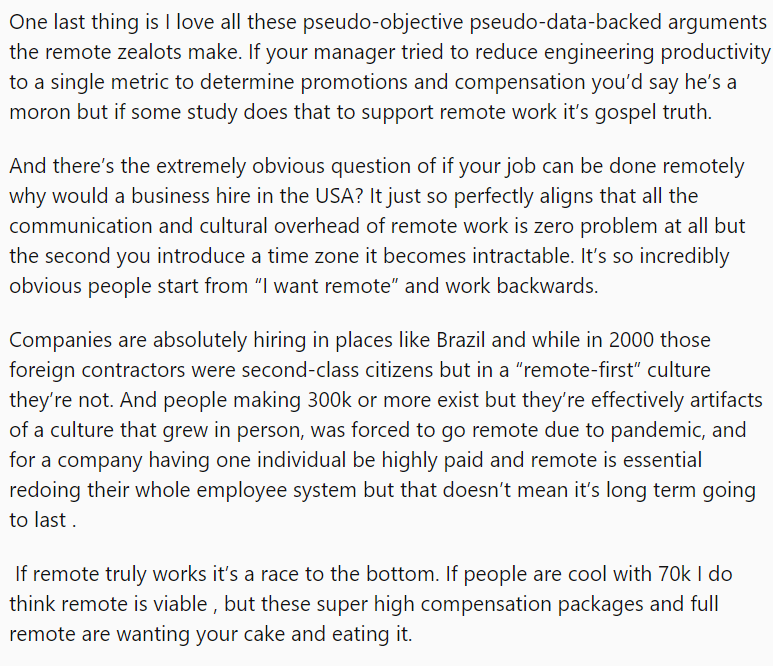 One last thing is I love all these pseudo-objective pseudo-data-backed arguments
the remote zealots make. If your manager tried to reduce engineering productivity
to a single metric to determine promotions and compensation you’d say he’s a
moron but if some study does that to support remote work it’s gospel truth.
And there’s the extremely obvious question of if your job can be done remotely
why would a business hire in the USA? It just so perfectly aligns that all the
communication and cultural overhead of remote work is zero problem at all but
the second you introduce a time zone it becomes intractable. It’s so incredibly
obvious people start from “I want remote” and work backwards.
Companies are absolutely hiring in places like Brazil and while in 2000 those
foreign contractors were second-class citizens but in a “remote-first” culture
they’re not. And people making 300k or more exist but they’re effectively artifacts
of a culture that grew in person, was forced to go remote due to pandemic, and
for a company having one individual be highly paid and remote is essential
redoing their whole employee system but that doesn’t mean it’s long term going
to last .
If remote truly works it’s a race to the bottom. If people are cool with 70k I do
think remote is viable , but these super high compensation packages and full
remote are wanting your cake and eating it.